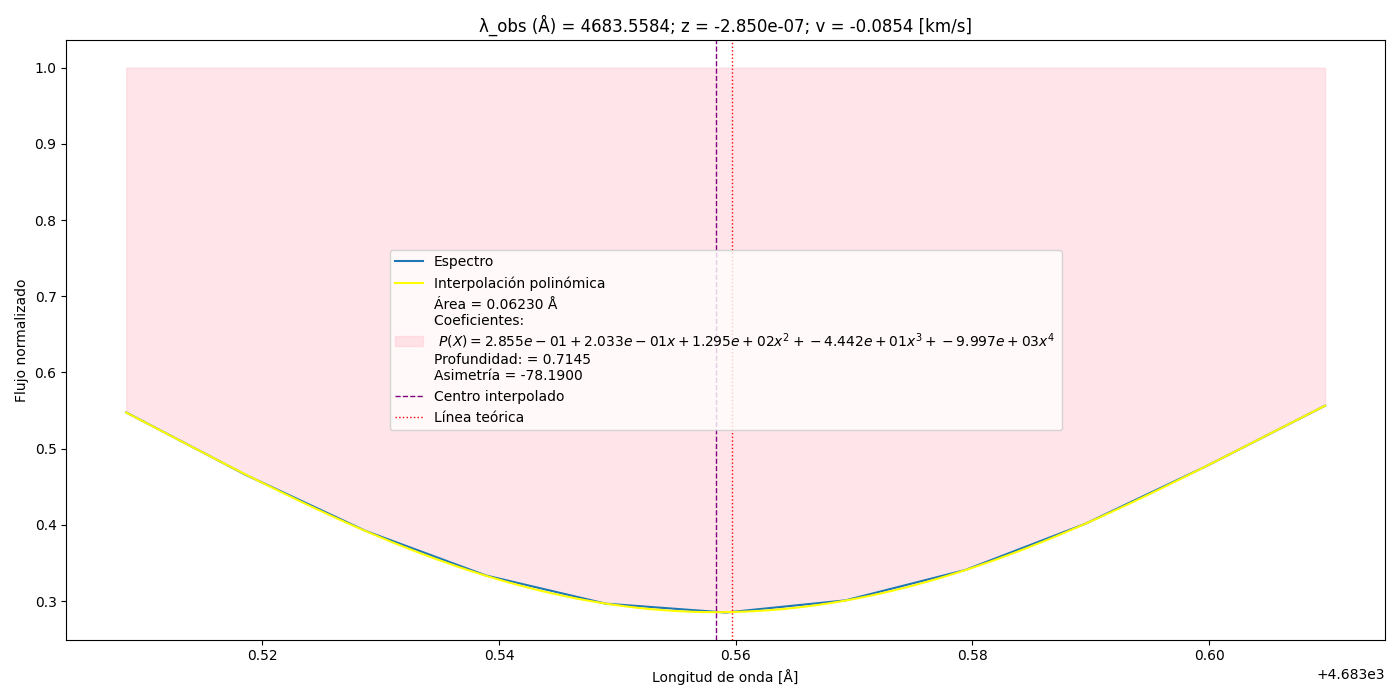 λ_obs (Å) = 4683.5584; z = -2.850e-07; v = -0.0854 [km/s]
1.0
0.9
0.8
0.7
0.6
0.5
0.4
0.3
Flujo normalizado
Espectro
Interpolación polinómica
Área = 0.06230 Å
Coeficientes:
P(X) = 2.855e − 01 + 2.033e − 01x + 1.295e + 02x² + −4.442e + 01x³ + −9.997e + 03x⁴
Profundidad: = 0.7145
Asimetría = -78.1900
Centro interpolado
Línea teórica
0.52 0.54 0.56 0.58 0.60
+4.683e3
Longitud de onda [Å]